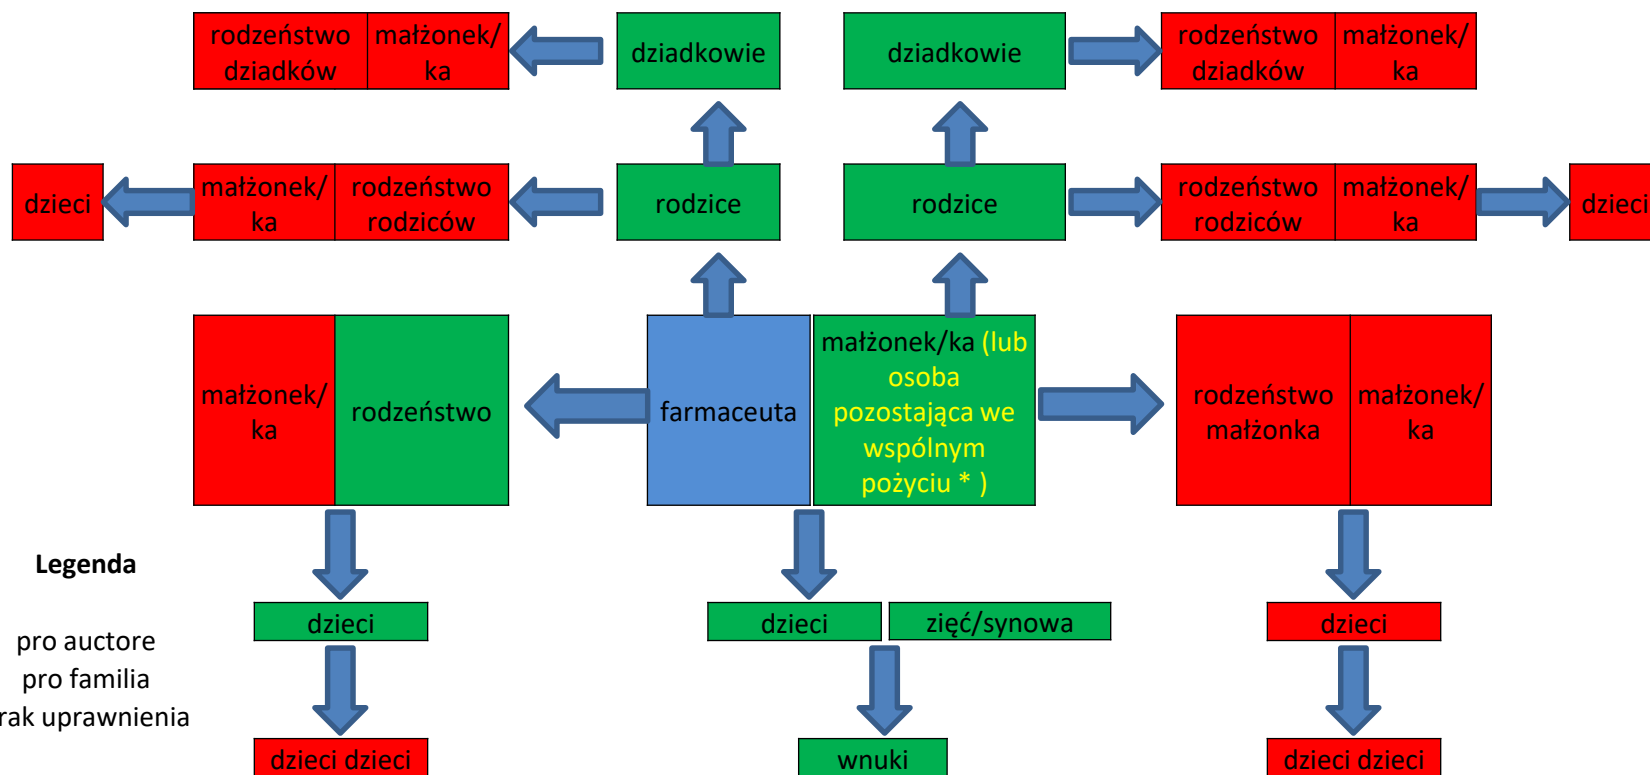 rodzeństwo
dziadków
małżonek/
ka
dziadkowie
dziadkowie
rodzeństwo
dziadków
małżonek/
ka
dzieci
małżonek/
ka
rodzeństwo
rodziców
rodzice
rodzice
rodzeństwo
rodziców
małżonek/
ka
dzieci
małżonek/
ka
rodzeństwo
farmaceuta
małżonek/ka (lub
osoba
pozostająca we
wspólnym
pożyciu * )
rodzeństwo
małżonka
małżonek/
ka
Legenda
pro auctore
pro familia
rak uprawnienia
dzieci
dzieci
zięć/synowa
dzieci
dzieci dzieci
wnuki
dzieci dzieci